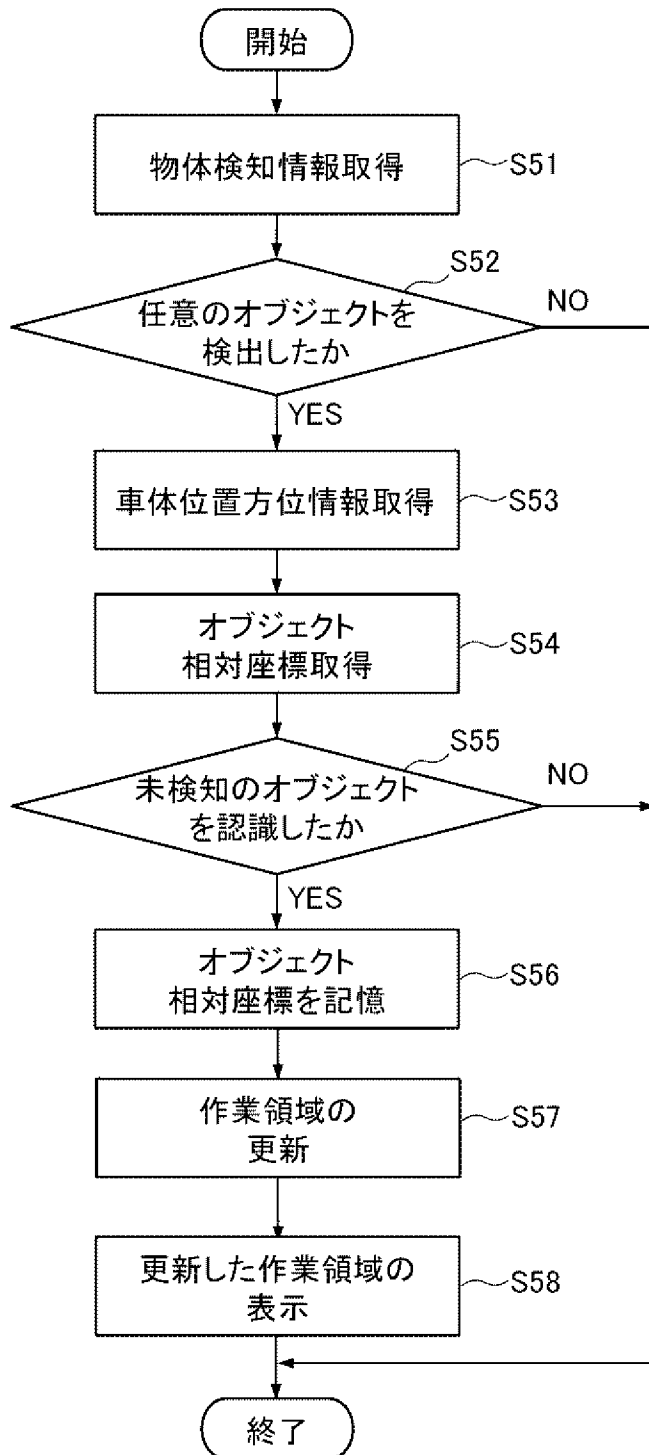 開始
物体検知情報取得
S51
S52
任意のオブジェクトを
検出したか
NO
YES
車体位置方位情報取得
S53
オブジェクト
相対座標取得
S54
S55
未検知のオブジェクト
を認識したか
NO
YES
オブジェクト
相対座標を記憶
S56
作業領域の
更新
S57
更新した作業領域の
表示
S58
終了